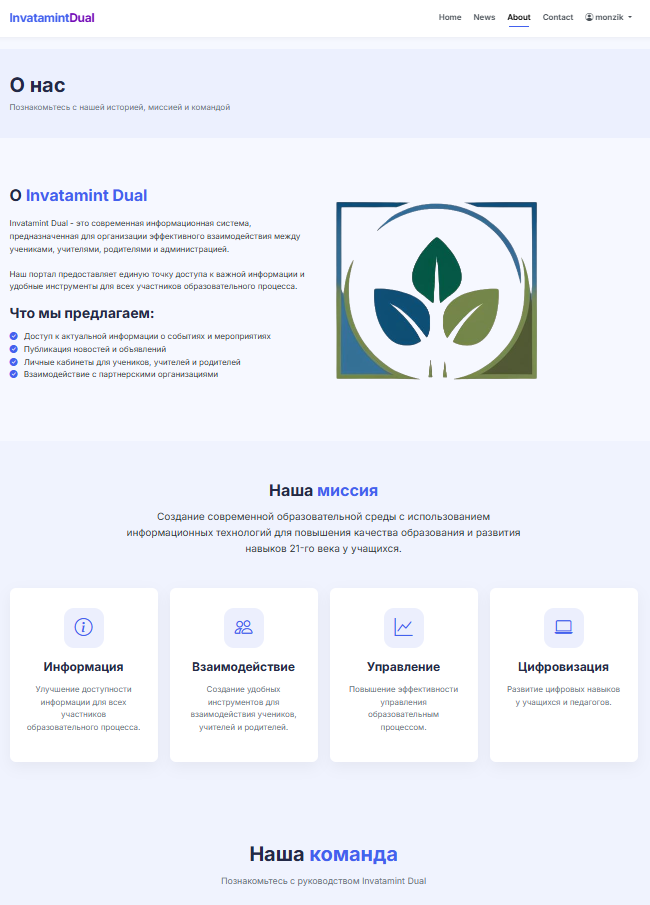 InvatamintDual
Home News About Contact monzik
О нас
Познакомьтесь с нашей историей, миссией и командой
О Invatamint Dual
Invatamint Dual - это современная информационная система,
предназначенная для организации эффективного взаимодействия между
учениками, учителями, родителями и администрацией.
Наш портал предоставляет единую точку доступа к важной информации и
удобные инструменты для всех участников образовательного процесса.
Что мы предлагаем:
Доступ к актуальной информации о событиях и мероприятиях
Публикация новостей и объявлений
Личные кабинеты для учеников, учителей и родителей
Взаимодействие с партнерскими организациями
Наша миссия
Создание современной образовательной среды с использованием
информационных технологий для повышения качества образования и развития
навыков 21-го века у учащихся.
Информация
Улучшение доступности
информации для всех
участников
образовательного процесса.
Взаимодействие
Создание удобных
инструментов для
взаимодействия учеников,
учителей и родителей.
Управление
Повышение эффективности
управления
образовательным
процессом.
Цифровизация
Развитие цифровых навыков
у учащихся и педагогов.
Наша команда
Познакомьтесь с руководством Invatamint Dual